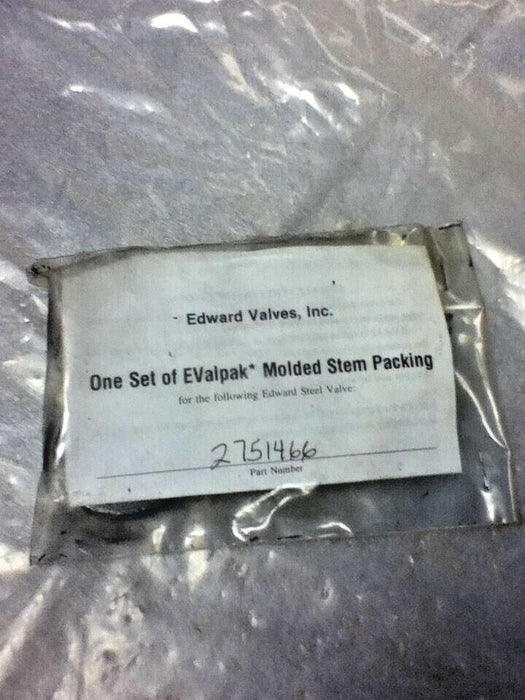 Edward Valves, Inc.
One Set of EValpak* Molded Stem Packing
for the following Edward Steel Valve:
2751466
Part Number